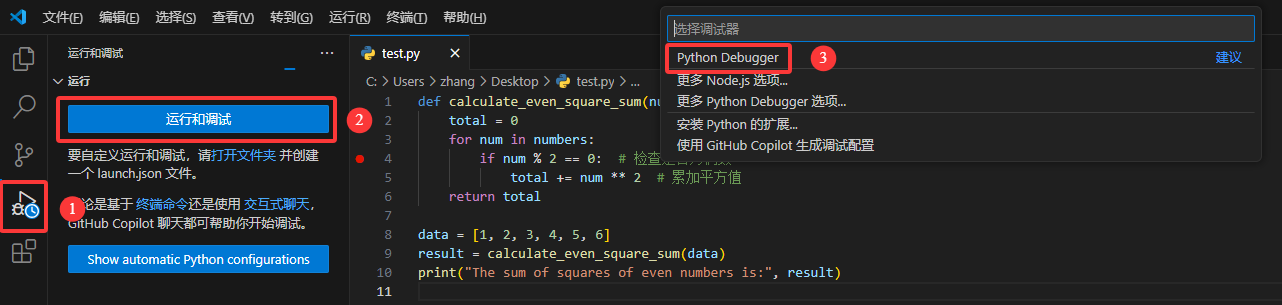 文件(F) 编辑(E) 选择(S) 查看(V) 转到(G) 运行(R) 终端(T) 帮助(H)
运行和调试 ...
运行
运行和调试
2
要自定义运行和调试，请打开文件夹 并创建
一个 launch.json 文件。
1
论是基于 终端命令还是使用 交互式聊天，
GitHub Copilot 聊天都可帮助你开始调试。
Show automatic Python configurations
test.py
C: > Users > zhang > Desktop > test.py > ...
1 def calculate_even_square_sum(nu
2 total = 0
3 for num in numbers:
4 if num % 2 == 0: # 检查
5 total += num ** 2 # 累加平方值
6 return total
7
8 data = [1, 2, 3, 4, 5, 6]
9 result = calculate_even_square_sum(data)
10 print("The sum of squares of even numbers is:", result)
11
选择调试器
Python Debugger 建议
3
更多 Node.js 选项...
更多 Python Debugger 选项...
安装 Python 的扩展...
使用 GitHub Copilot 生成调试配置